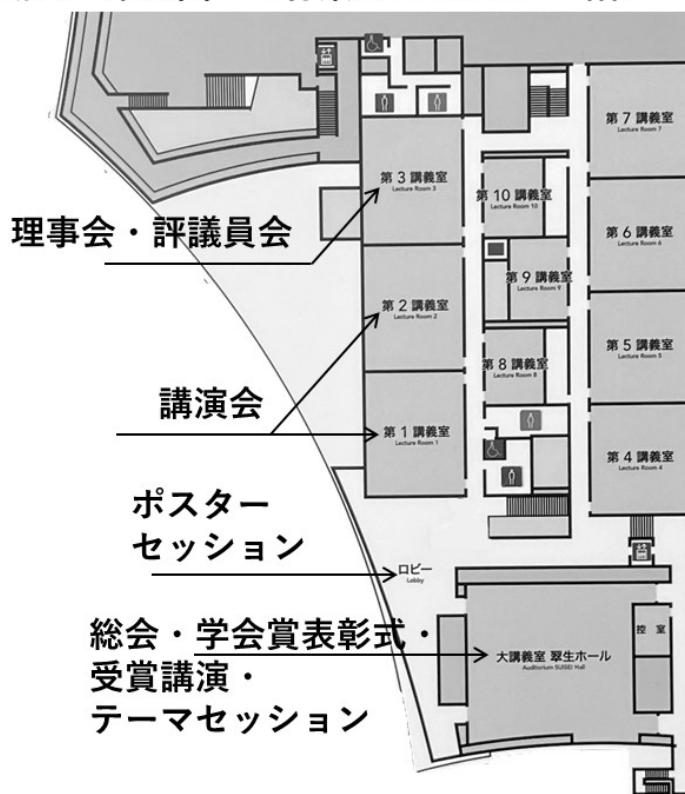 第7講義室
Lecture Room 7
第3講義室
Lecture Room 3
第10講義室
Lecture Room 10
理事会・評議員会
第6講義室
Lecture Room 6
第9講義室
Lecture Room 9
第2講義室
Lecture Room 2
第5講義室
Lecture Room 5
第8講義室
Lecture Room 8
講演会
第1講義室
Lecture Room 1
第4講義室
Lecture Room 4
ポスター
セッション
ロビー
Lobby
総会・学会賞表彰式・
受賞講演・
テーマセッション
控室
大講義室 翠生ホール
Auditorium SUISEI Hall